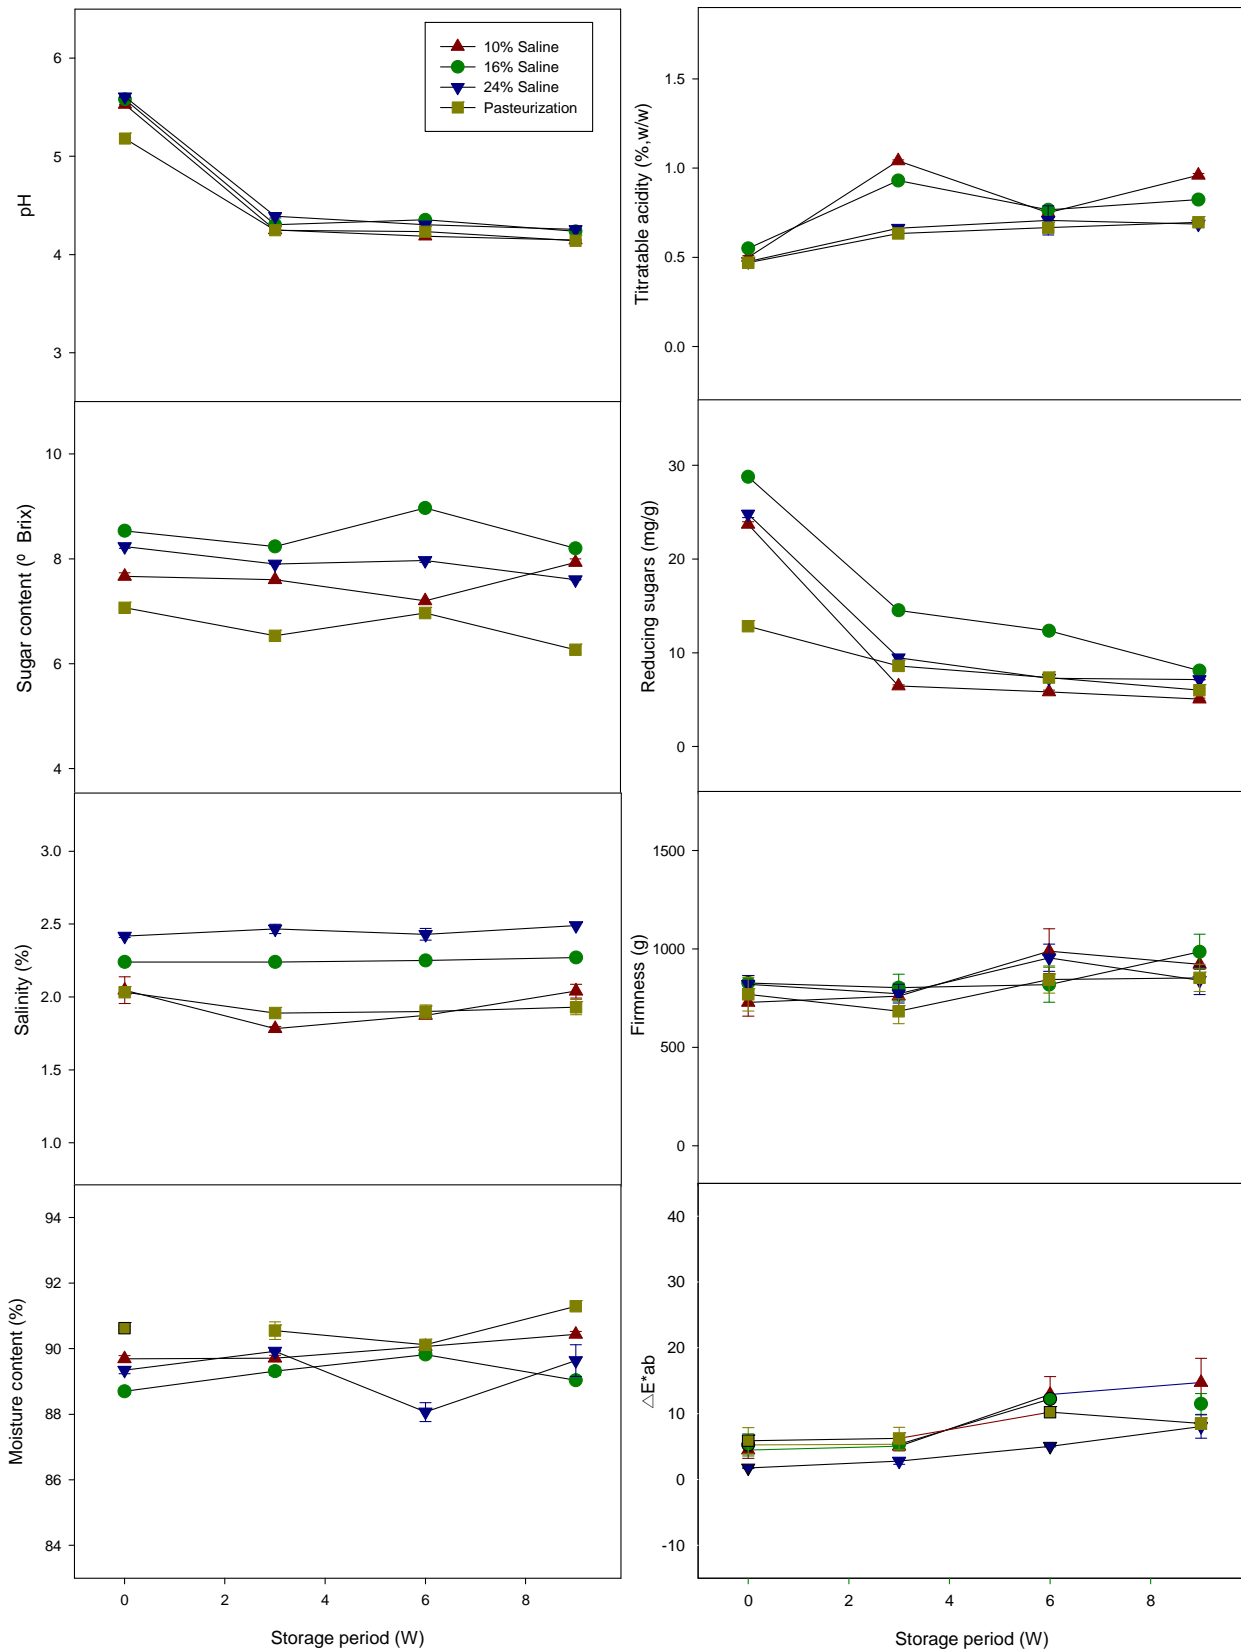 6
5
4
3
pH
10% Saline
16% Saline
24% Saline
Pasteurization
1.5
1.0
0.5
0.0
Titratable acidity (%,w/w)
10
8
6
4
Sugar content (º Brix)
30
20
10
0
Reducing sugars (mg/g)
3.0
2.5
2.0
1.5
1.0
Salinity (%)
1500
1000
500
0
Firmness (g)
94
92
90
88
86
84
Moisture content (%)
0 2 4 6 8
Storage period (W)
40
30
20
10
0
-10
△E*ab
0 2 4 6 8
Storage period (W)